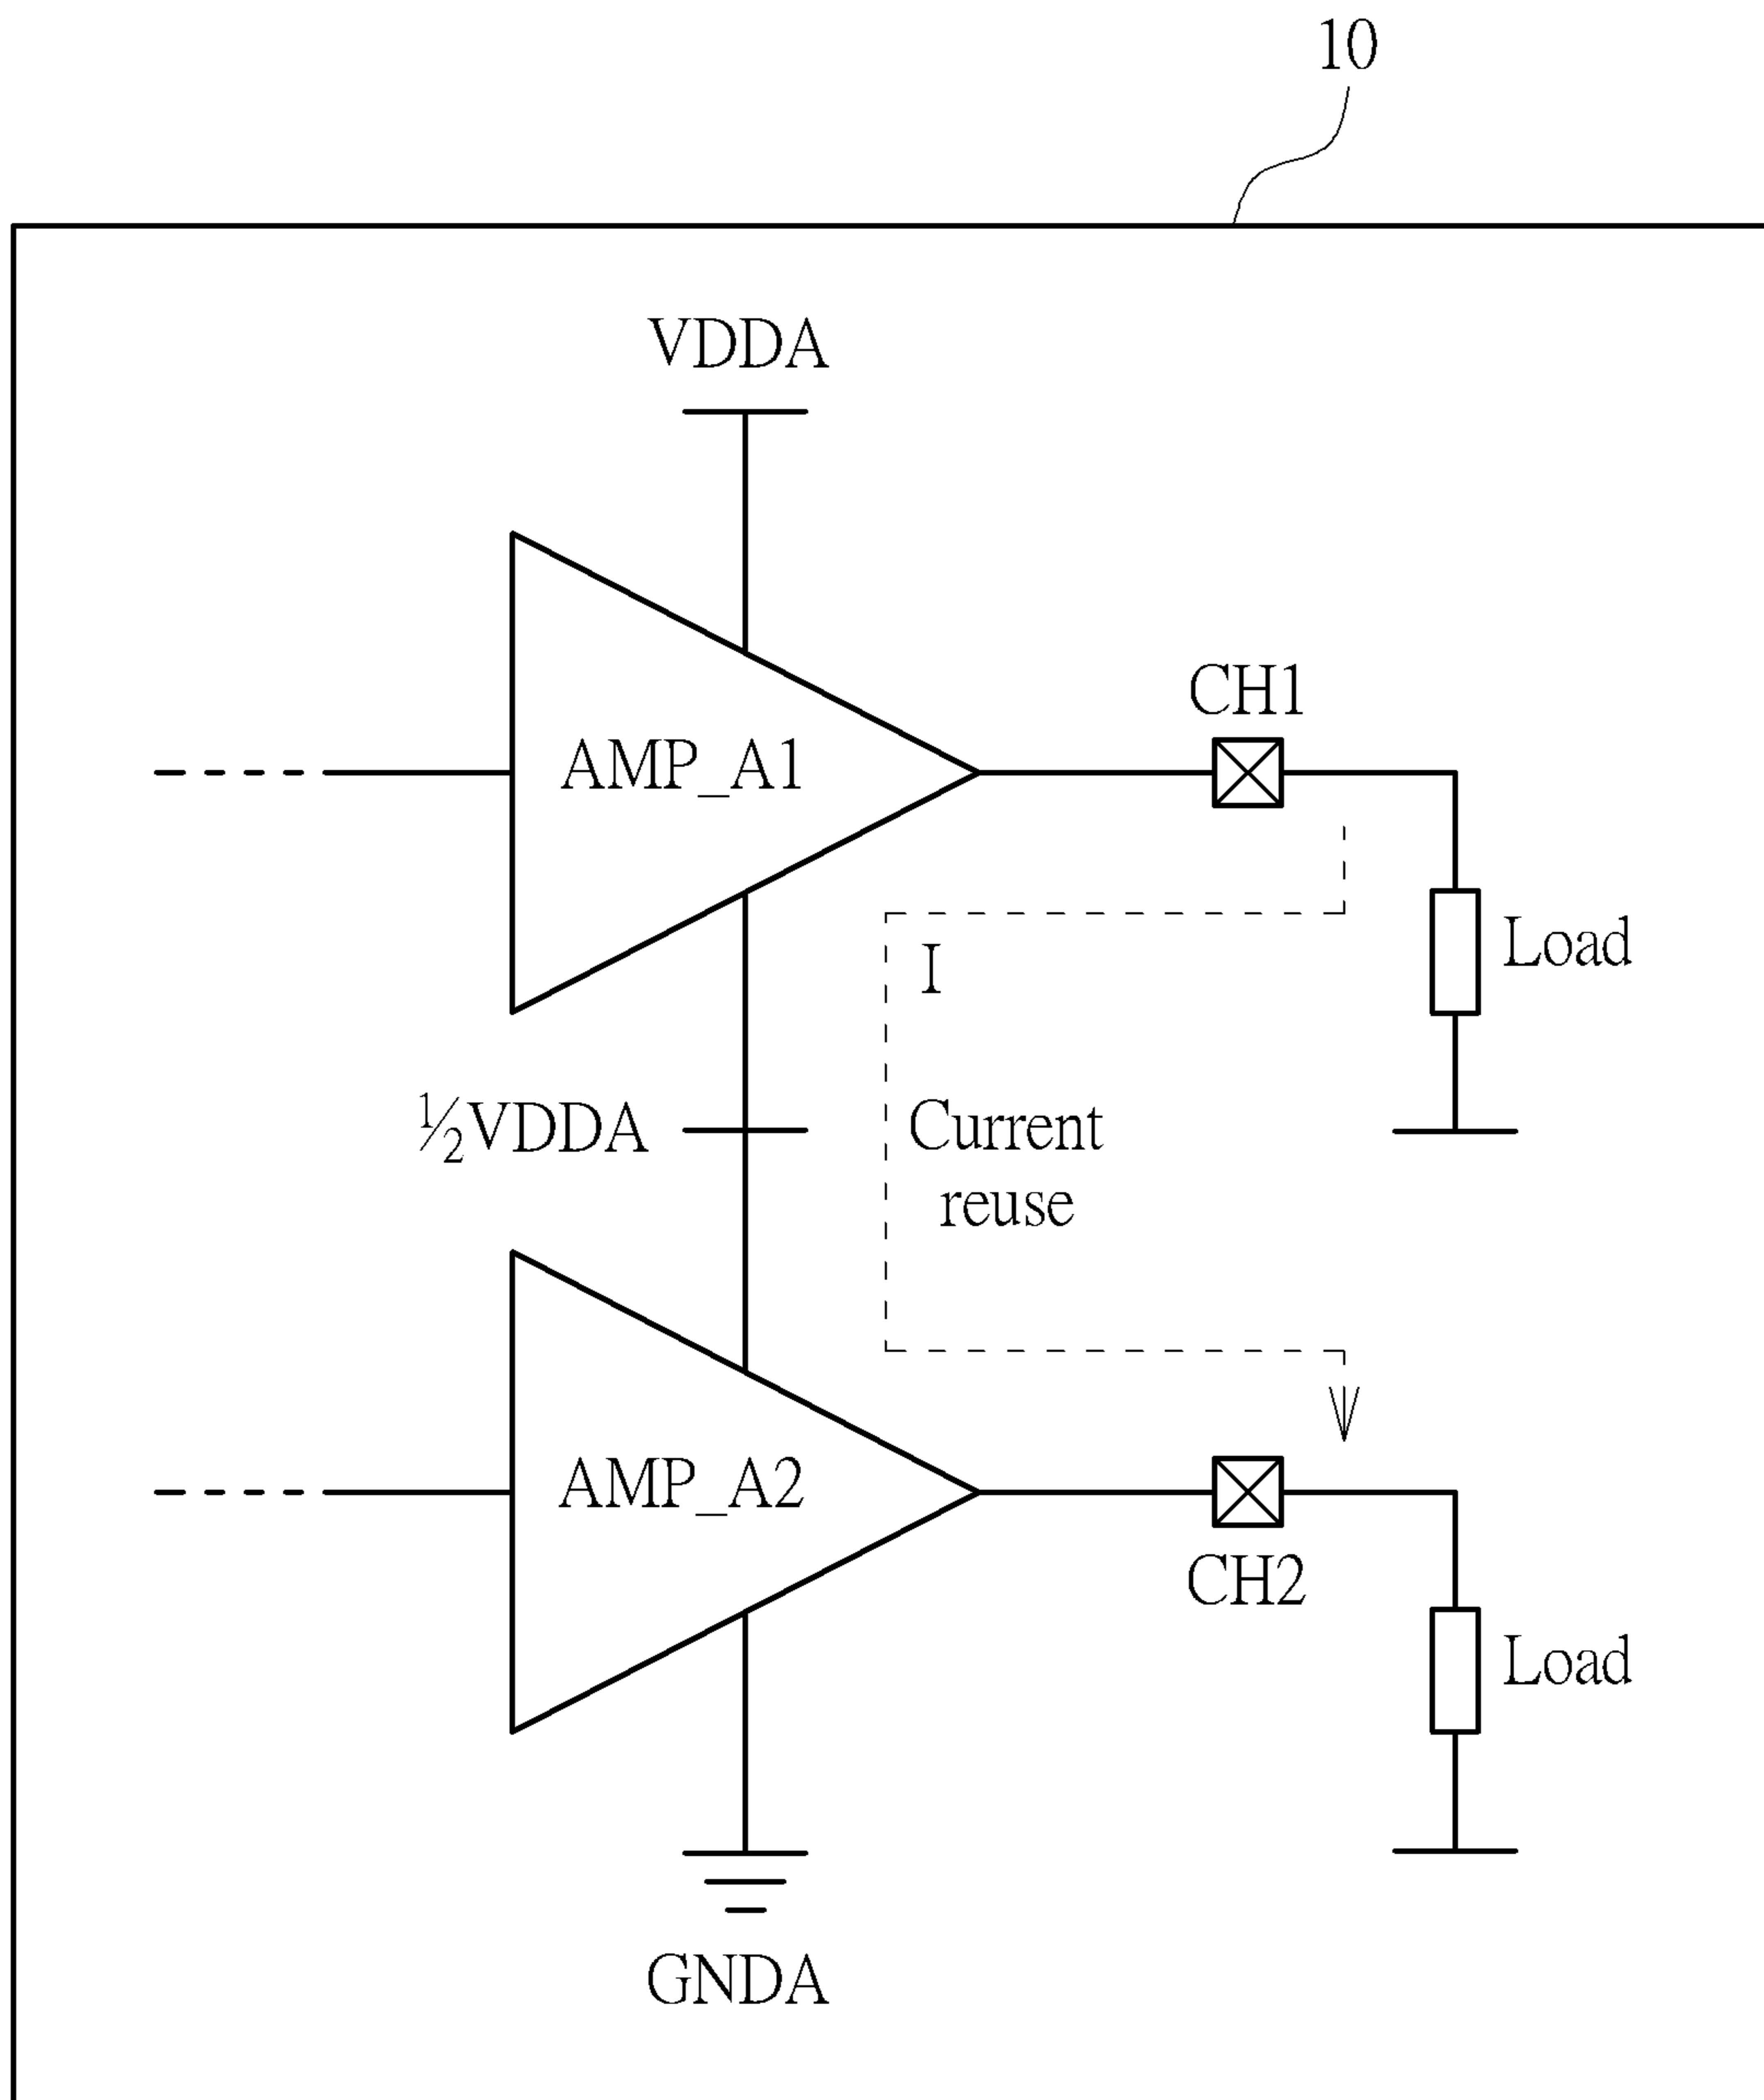 10
VDDA
CH1
AMP_A1
Load
I
½VDDA
Current
reuse
AMP_A2
CH2
Load
GNDA